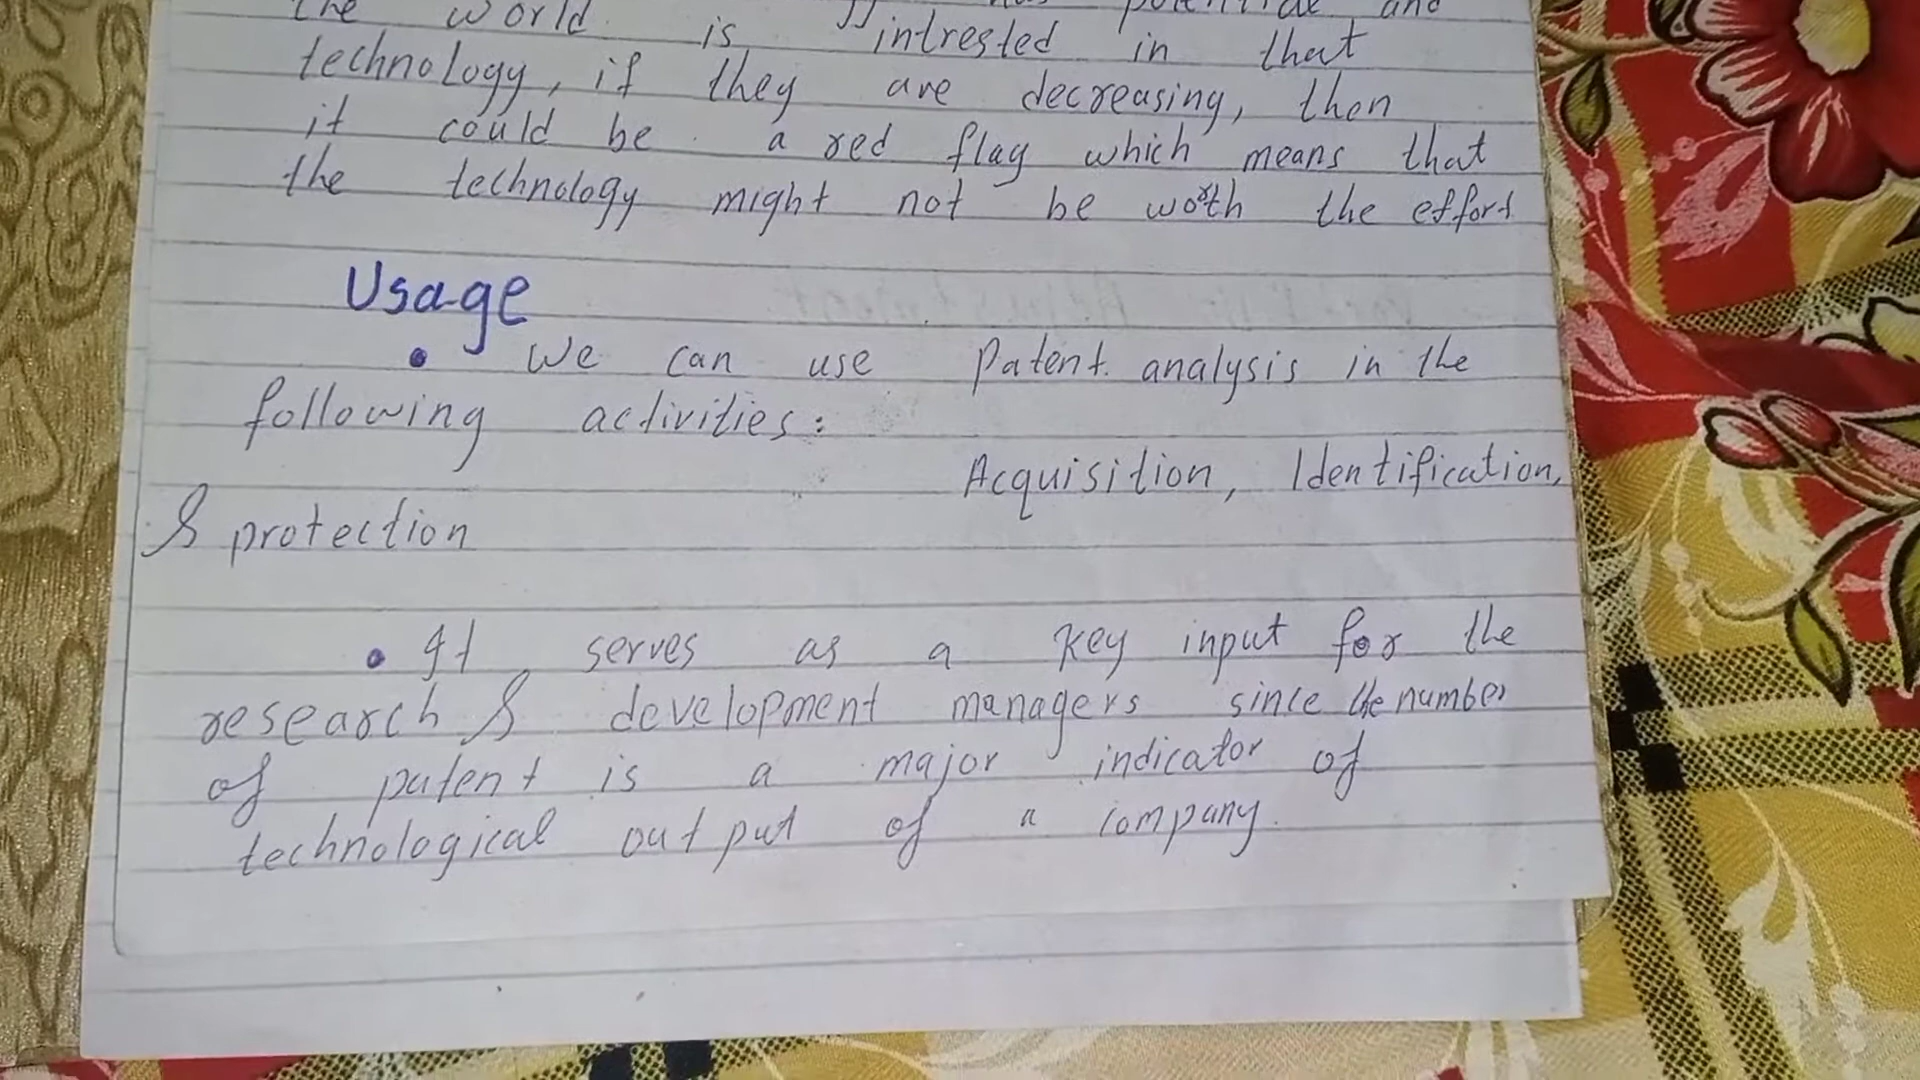 the world is intrested in that
technology, if they are decreasing, then
it could be a red flag which means that
the technology might not be worth the effort
Usage
• We can use Patent analysis in the
following activities:
Acquisition, Identification,
& protection
• It serves as a key input for the
research & development managers since the number
of patent is a major indicator of
technological output of a company.